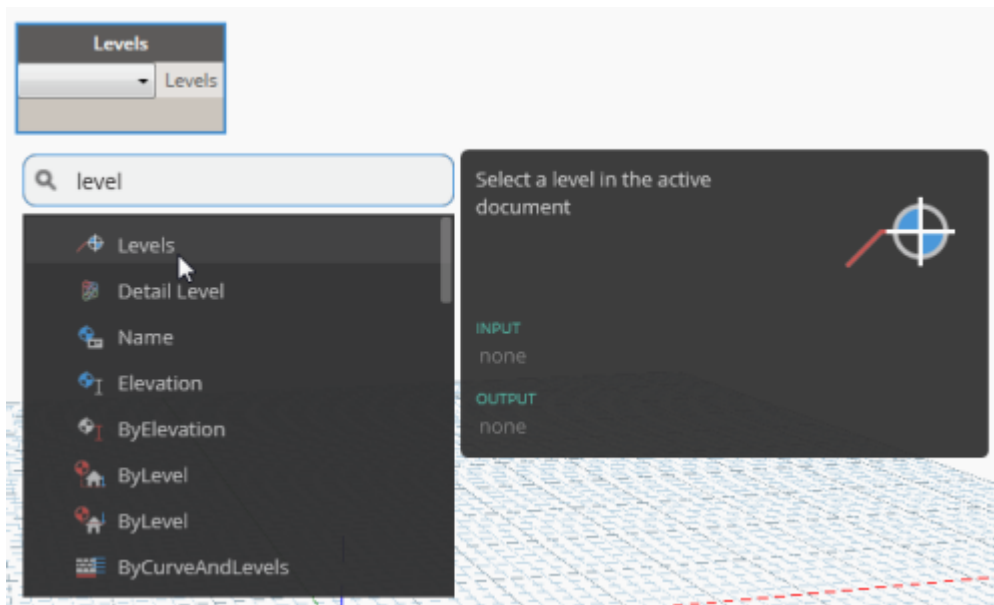 Levels
Levels
level
Select a level in the active
document
Levels
Detail Level
Name
INPUT
none
Elevation
OUTPUT
none
ByElevation
ByLevel
ByLevel
ByCurveAndLevels